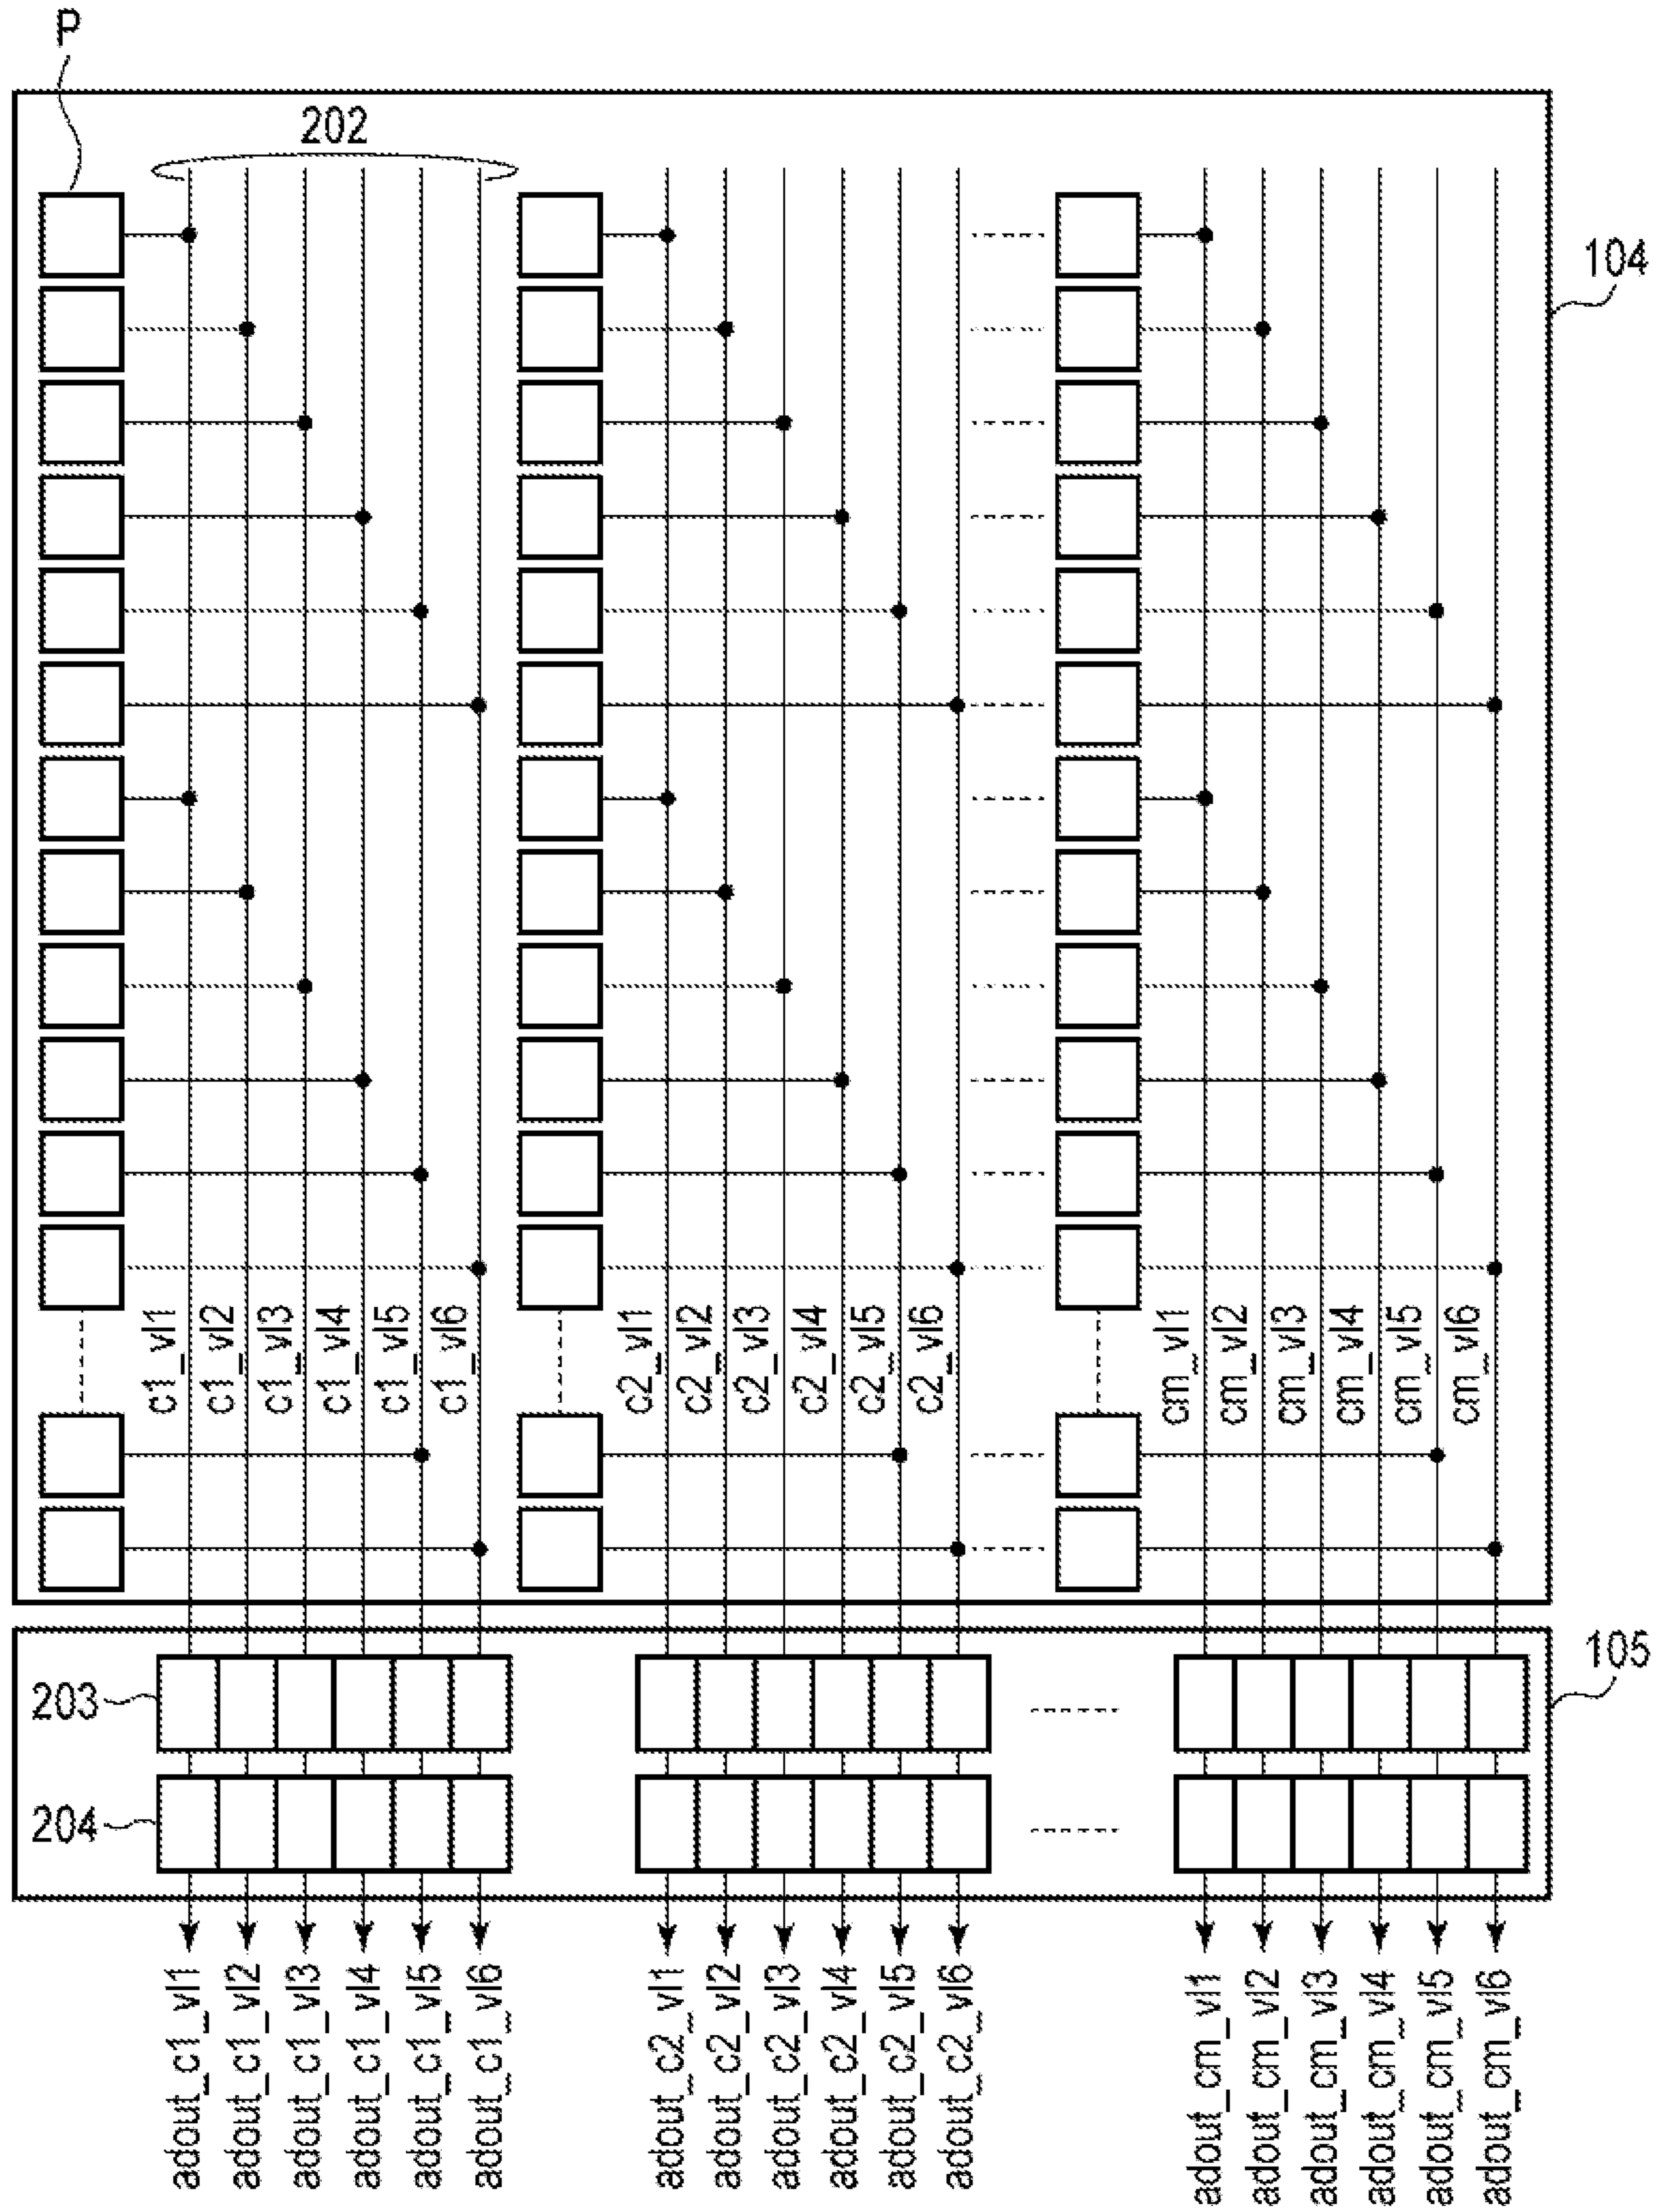 P
202
104
c1_vl1
c1_vl2
c1_vl3
c1_vl4
c1_vl5
c1_vl6
c2_vl1
c2_vl2
c2_vl3
c2_vl4
c2_vl5
c2_vl6
cm_vl1
cm_vl2
cm_vl3
cm_vl4
cm_vl5
cm_vl6
105
203
204
adout_c1_vl1
adout_c1_vl2
adout_c1_vl3
adout_c1_vl4
adout_c1_vl5
adout_c1_vl6
adout_c2_vl1
adout_c2_vl2
adout_c2_vl3
adout_c2_vl4
adout_c2_vl5
adout_c2_vl6
adout_cm_vl1
adout_cm_vl2
adout_cm_vl3
adout_cm_vl4
adout_cm_vl5
adout_cm_vl6